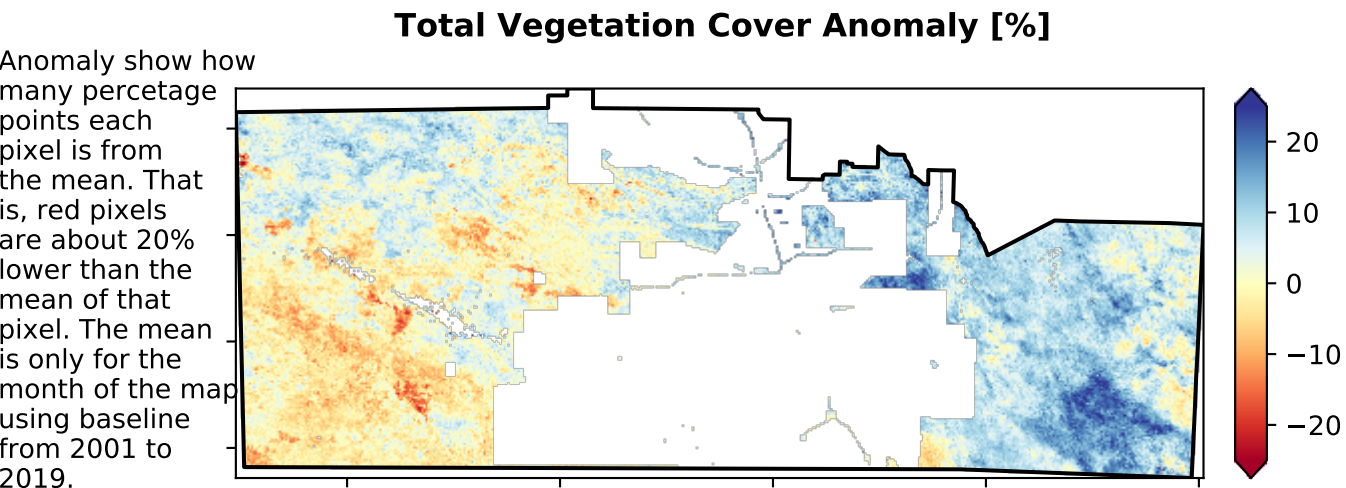 Total Vegetation Cover Anomaly [%]
Anomaly show how
many percetage
points each
pixel is from
the mean. That
is, red pixels
are about 20%
lower than the
mean of that
pixel. The mean
is only for the
month of the map
using baseline
from 2001 to
2019.
20
10
0
−10
−20